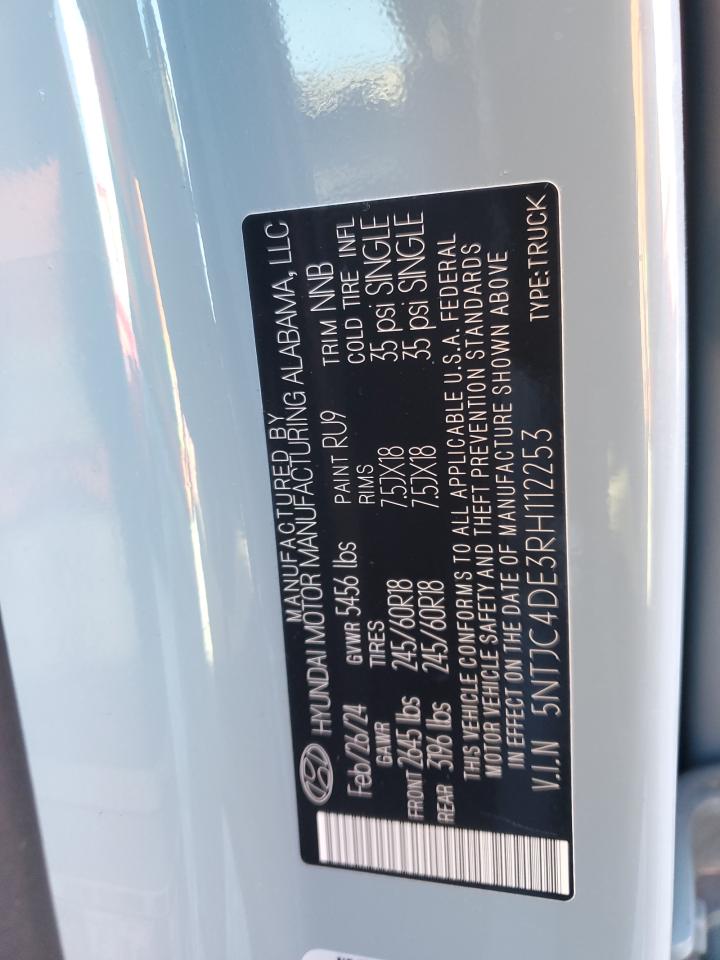 MANUFACTURED BY
HYUNDAI MOTOR MANUFACTURING ALABAMA, LLC
Feb/26/24 GVWR 5456 lbs PAINT RU9 TRIM NNB
GAWR TIRES RIMS COLD TIRE INFL
FRONT 2645 lbs 245/60R18 7.5JX18 35 psi SINGLE
REAR 3196 lbs 245/60R18 7.5JX18 35 psi SINGLE
THIS VEHICLE CONFORMS TO ALL APPLICABLE U.S.A. FEDERAL
MOTOR VEHICLE SAFETY AND THEFT PREVENTION STANDARDS
IN EFFECT ON THE DATE OF MANUFACTURE SHOWN ABOVE
V.I.N 5NTJC4DE3RH112253 TYPE:TRUCK